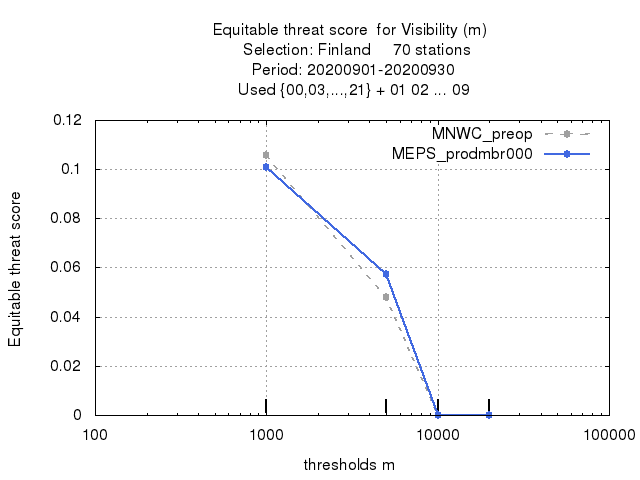 Equitable threat score  for Visibility (m)
Selection: Finland     70 stations
Period: 20200901-20200930
Used {00,03,...,21} + 01 02 ... 09
MNWC_preop
MEPS_prodmbr000
0.12
0.1
0.08
0.06
0.04
0.02
0
Equitable threat score
100
1000
10000
100000
thresholds m